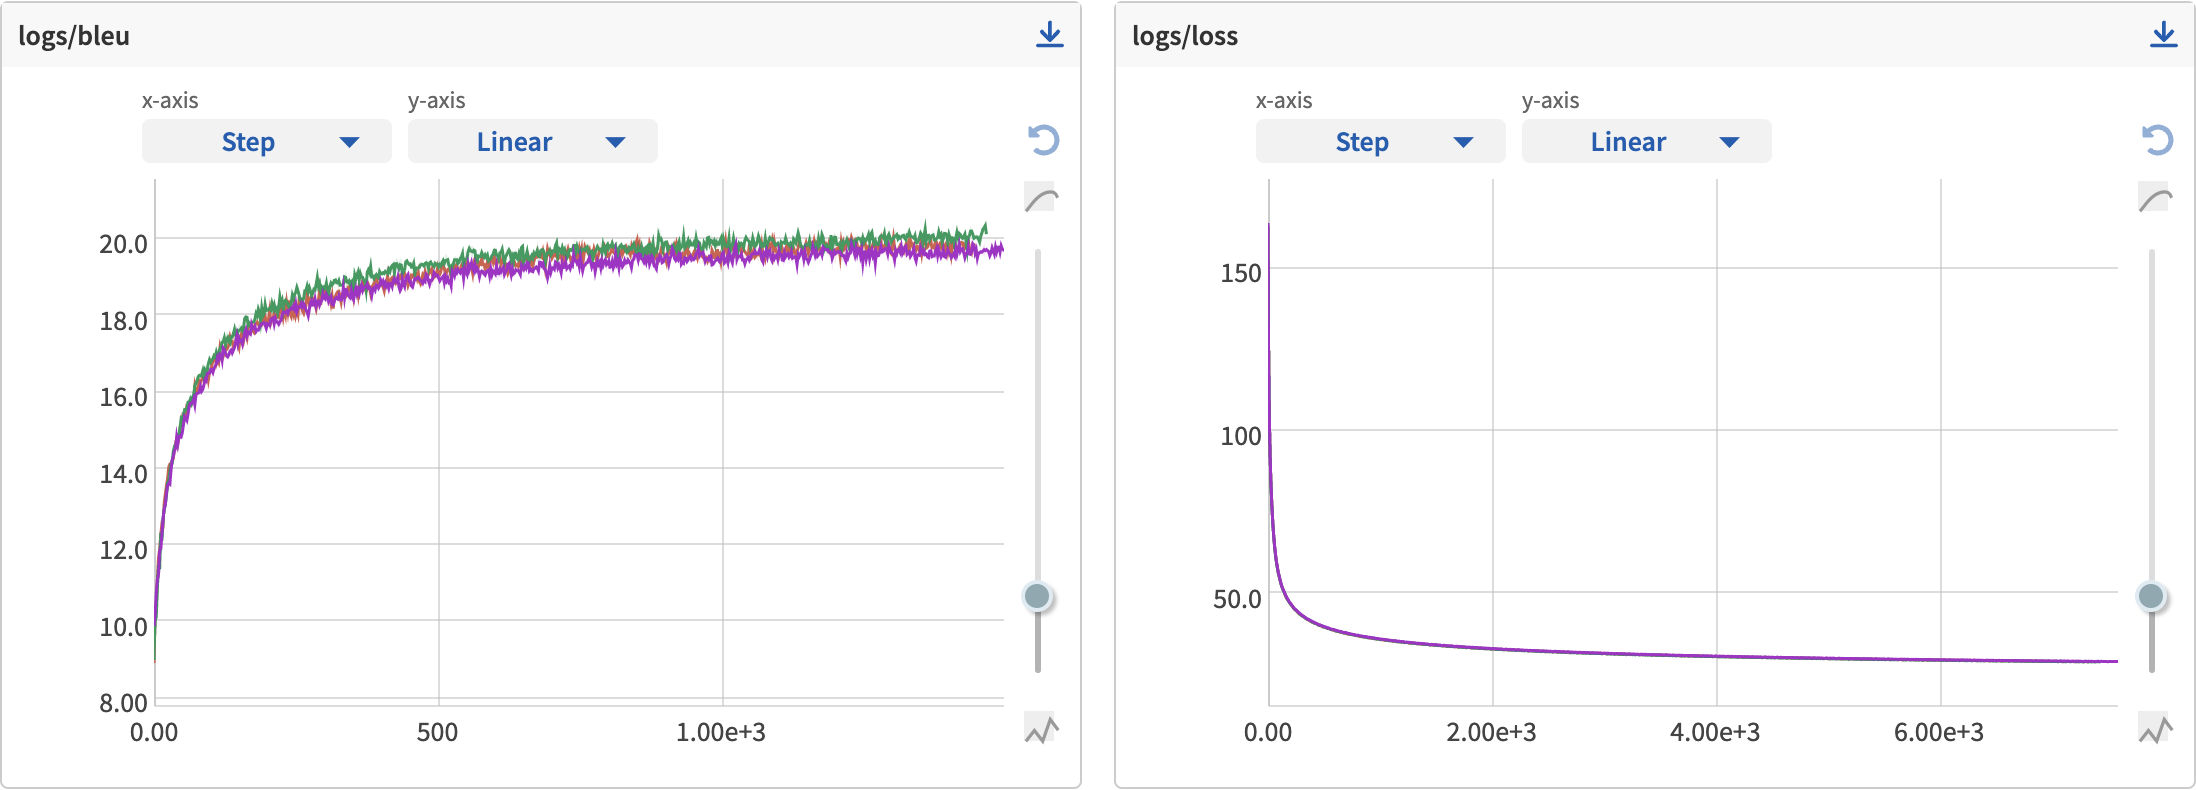 logs/bleu
x-axis
y-axis
Step
Linear
20.0
18.0
16.0
14.0
12.0
10.0
8.00
0.00
500
1.00e+3
logs/loss
x-axis
y-axis
Step
Linear
150
100
50.0
0.00
2.00e+3
4.00e+3
6.00e+3